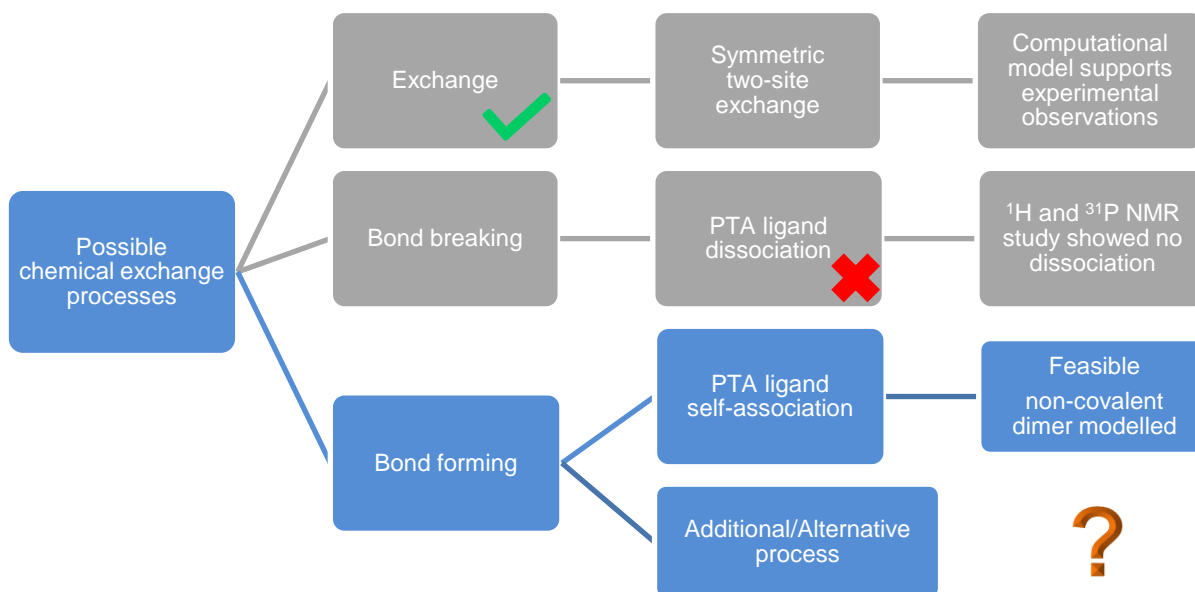 Exchange
Symmetric
two-site
exchange
Computational
model supports
experimental
observations
Possible
chemical exchange
processes
Bond breaking
PTA ligand
dissociation
¹H and ³¹P NMR
study showed no
dissociation
Bond forming
PTA ligand
self-association
Feasible
non-covalent
dimer modelled
Additional/Alternative
process
?